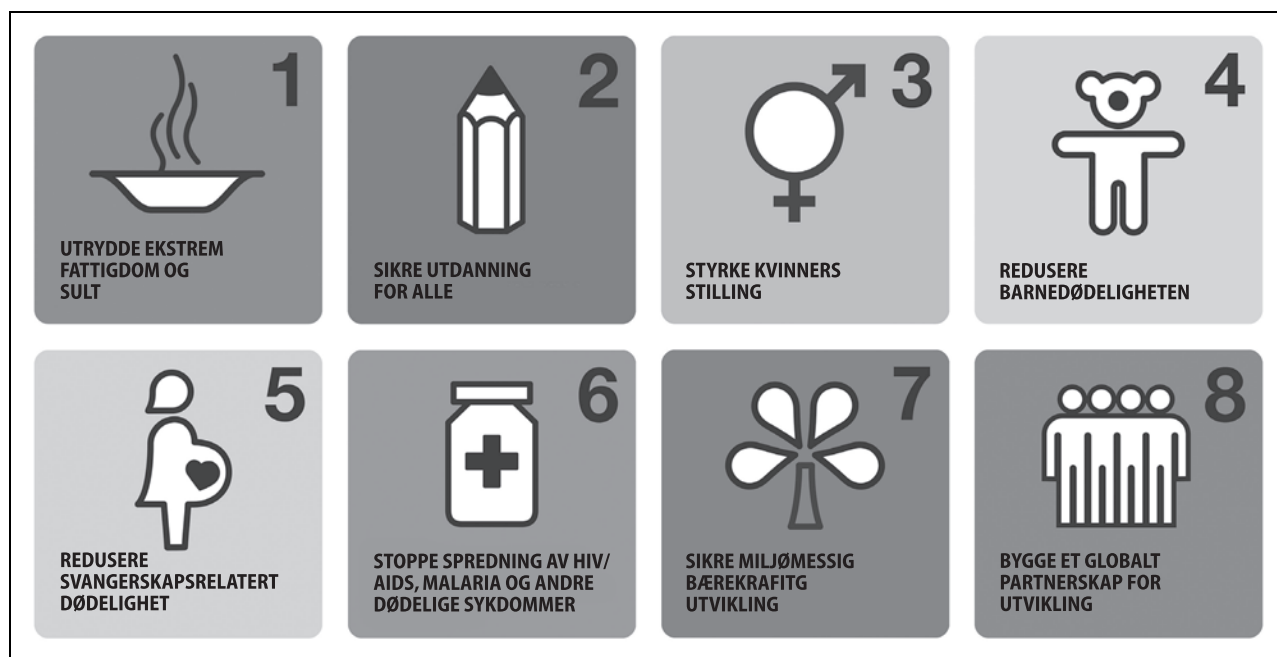 1
UTRYDDE EKSTREM
FATTIGDOM OG
SULT
2
SIKRE UTDANNING
FOR ALLE
3
STYRKE KVINNERS
STILLING
4
REDUSERE
BARNEDØDELIGHETEN
5
REDUSERE
SVANGERSKAPSRELATERT
DØDELIGHET
6
STOPPE SPREDNING AV HIV/
AIDS, MALARIA OG ANDRE
DØDELIGE SYKDOMMER
7
SIKRE MILJØMESSIG
BÆREKRAFITG
UTVIKLING
8
BYGGE ET GLOBALT
PARTNERSKAP FOR
UTVIKLING